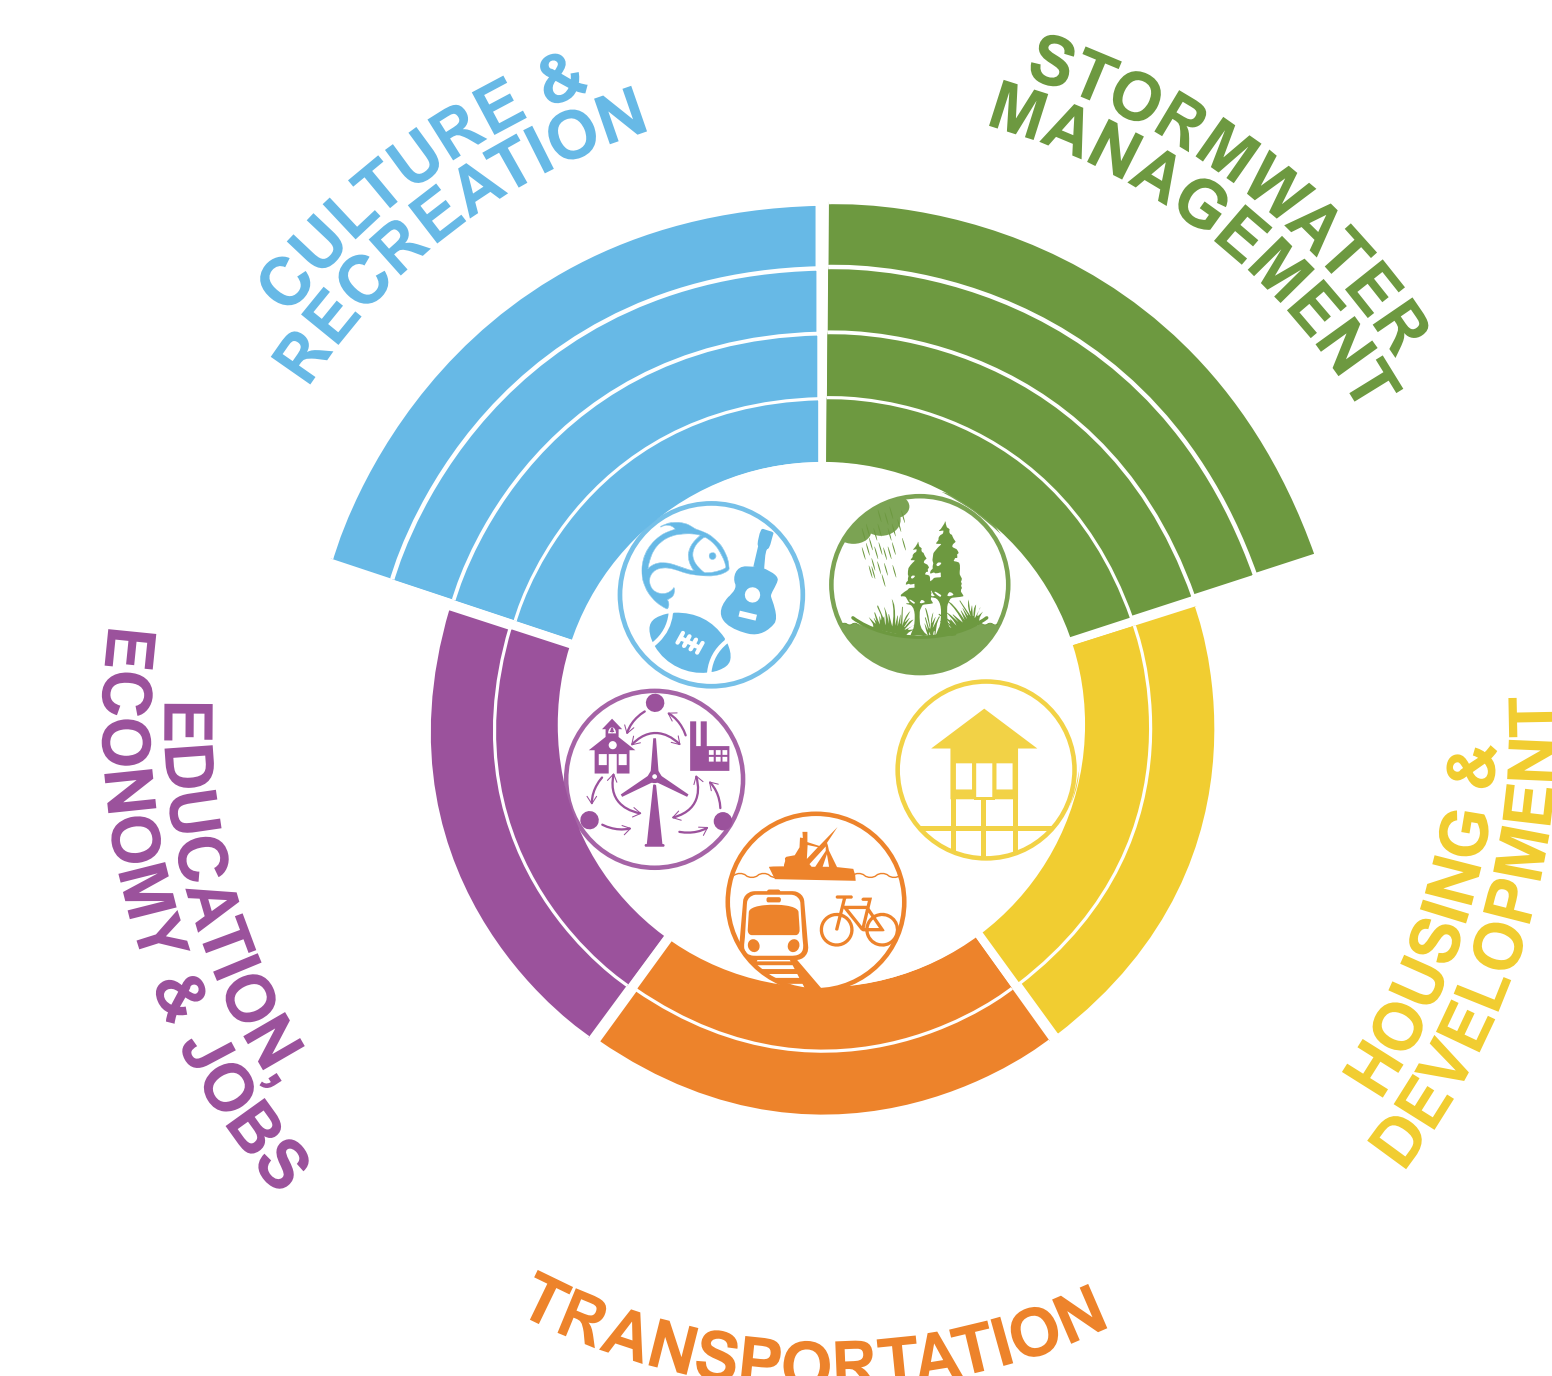 CULTURE &
RECREATION
STORMWATER
MANAGEMENT
EDUCATION,
ECONOMY & JOBS
HOUSING &
DEVELOPMENT
TRANSPORTATION